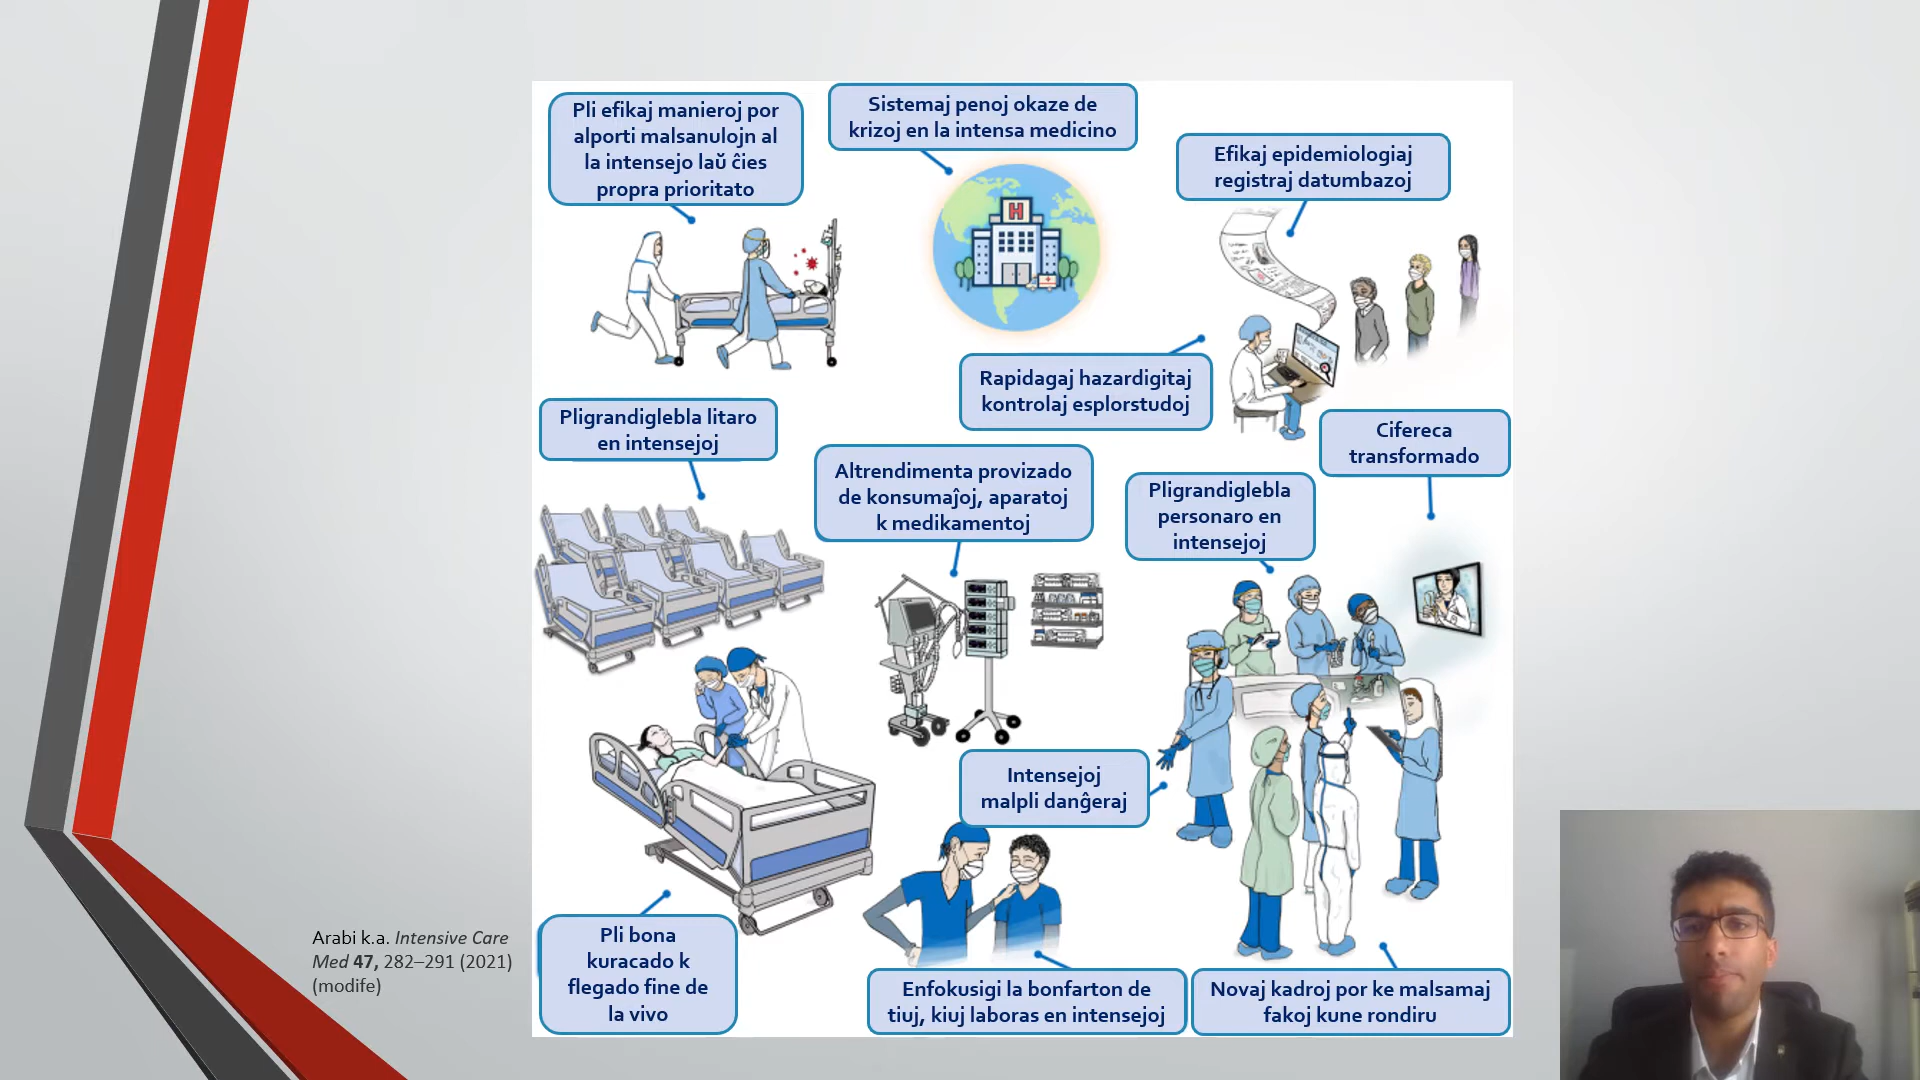 Pli efikaj manieroj por
alporti malsanulojn al
la intensejo laŭ ĉies
propra prioritato
Sistemaj penoj okaze de
krizoj en la intensa medicino
Efikaj epidemiologiaj
registraj datumbazoj
H
Rapidagaj hazardigitaj
kontrolaj esplorstudoj
Pligrandiglebla litaro
en intensejoj
Altrendimenta provizado
de konsumaĵoj, aparatoj
k medikamentoj
Pligrandiglebla
personaro en
intensejoj
Cifereca
transformado
Intensejoj
malpli danĝeraj
Pli bona
kuracado k
flegado fine de
la vivo
Enfokusigi la bonfarton de
tiuj, kiuj laboras en intensejoj
Novaj kadroj por ke malsamaj
fakoj kune rondiru
Arabi k.a. Intensive Care
Med 47, 282–291 (2021)
(modife)